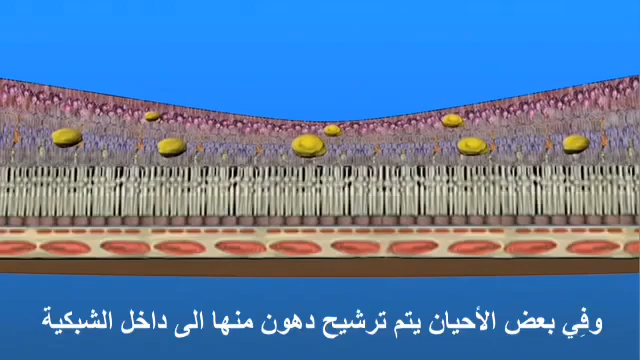 وفِي بعض الأحيان يتم ترشيح دهون منها الى داخل الشبكية